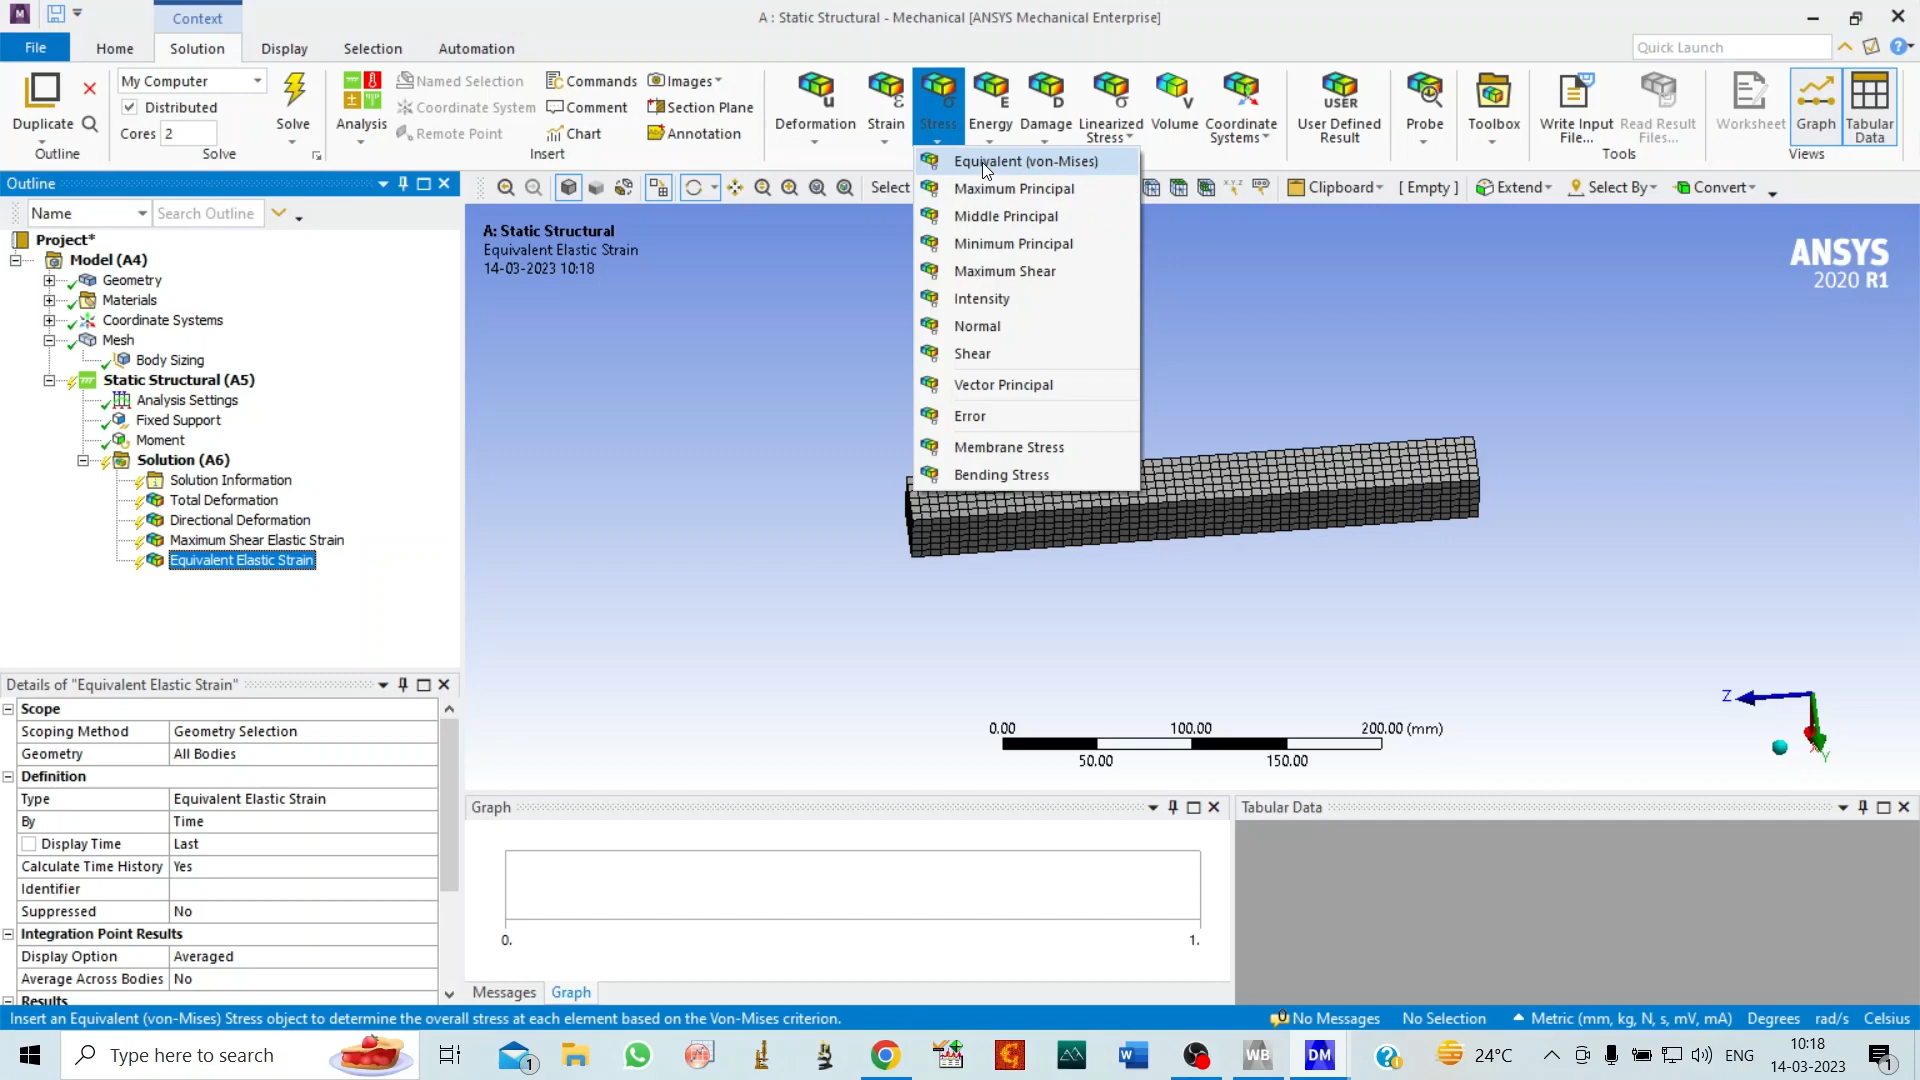 Context
A : Static Structural - Mechanical [ANSYS Mechanical Enterprise]
File
Home
Solution
Display
Selection
Automation
Quick Launch
Duplicate
Outline
My Computer
Distributed
Cores 2
Solve
Solve
Analysis
Named Selection
Coordinate System
Remote Point
Commands
Comment
Chart
Images
Section Plane
Annotation
Insert
Deformation
Strain
Stress
Energy
Damage
Linearized Stress
Volume
Coordinate Systems
User Defined Result
Probe
Toolbox
Write Input File...
Read Result Files...
Tools
Worksheet
Graph
Tabular Data
Views
Outline
Name
Search Outline
Project*
Model (A4)
Geometry
Materials
Coordinate Systems
Mesh
Body Sizing
Static Structural (A5)
Analysis Settings
Fixed Support
Moment
Solution (A6)
Solution Information
Total Deformation
Directional Deformation
Maximum Shear Elastic Strain
Equivalent Elastic Strain
Select
Clipboard
[ Empty ]
Extend
Select By
Convert
Equivalent (von-Mises)
Maximum Principal
Middle Principal
Minimum Principal
Maximum Shear
Intensity
Normal
Shear
Vector Principal
Error
Membrane Stress
Bending Stress
A: Static Structural
Equivalent Elastic Strain
14-03-2023 10:18
ANSYS
2020 R1
0.00 100.00 200.00 (mm)
50.00 150.00
Z
X
Y
Details of "Equivalent Elastic Strain"
Scope
Scoping Method Geometry Selection
Geometry All Bodies
Definition
Type Equivalent Elastic Strain
By Time
Display Time Last
Calculate Time History Yes
Identifier
Suppressed No
Integration Point Results
Display Option Averaged
Average Across Bodies No
Results
Graph
0. 1.
Messages Graph
Tabular Data
Insert an Equivalent (von-Mises) Stress object to determine the overall stress at each element based on the Von-Mises criterion.
No Messages
No Selection
Metric (mm, kg, N, s, mV, mA)
Degrees
rad/s
Celsius
Type here to search
WB
DM
24°C
ENG
10:18
14-03-2023